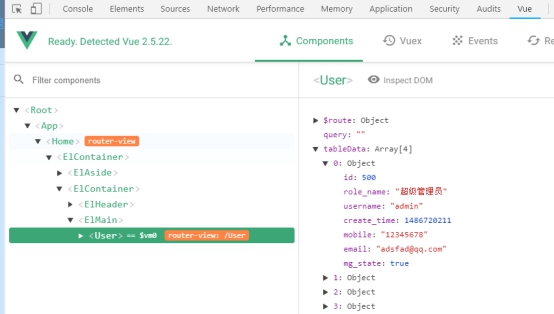 Console Elements Sources Network Performance Memory Application Security Audits Vue
Ready. Detected Vue 2.5.22.
Components Vuex Events Re
Filter components
<User> Inspect DOM
<Root>
<App>
<Home> router-view
<ElContainer>
<ElAside>
<ElContainer>
<ElHeader>
<ElMain>
<User> == $vm0 router-view: /User
$route: Object
query: ""
tableData: Array[4]
0: Object
id: 500
role_name: "超级管理员"
username: "admin"
create_time: 1486720211
mobile: "12345678"
email: "adsfad@qq.com"
mg_state: true
1: Object
2: Object
3: Object